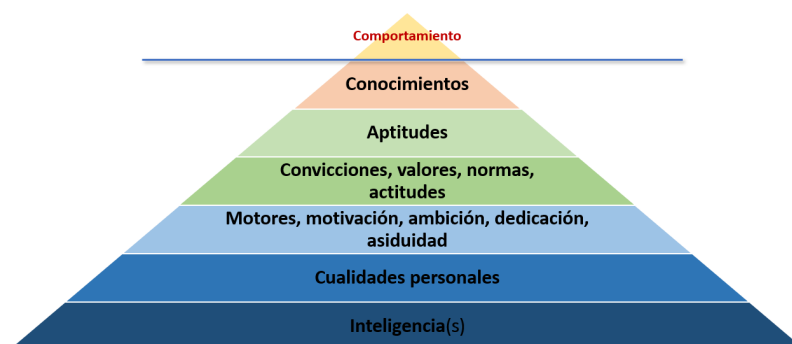 Comportamiento
Conocimientos
Aptitudes
Convicciones, valores, normas,
actitudes
Motores, motivación, ambición, dedicación,
asiduidad
Cualidades personales
Inteligencia(s)